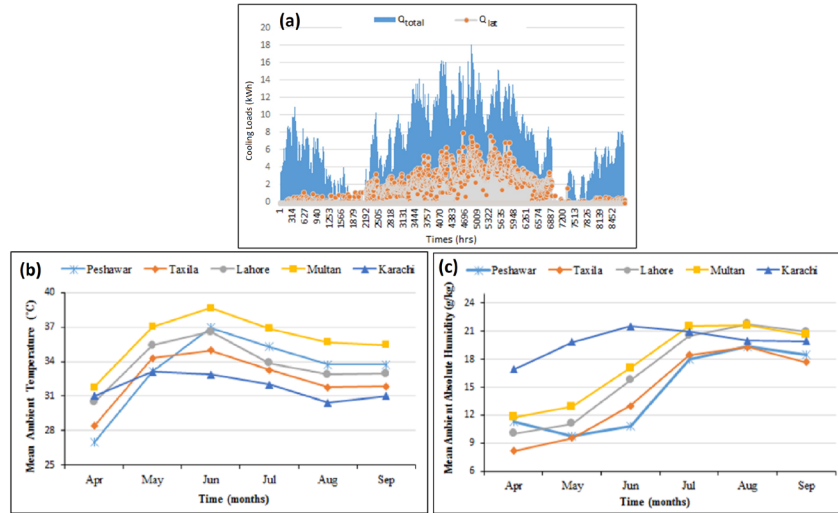 (a)
Q_total Q_lat
20
18
16
14
12
10
8
6
4
2
0
Cooling Loads (kWh)
1 314 627 940 1253 1566 1879 2192 2505 2818 3131 3444 3757 4070 4383 4696 5009 5322 5635 5948 6261 6574 6887 7200 7513 7826 8139 8452
Times (hrs)
(b)
Peshawar Taxila Lahore Multan Karachi
40
37
34
31
28
25
Mean Ambient Temperature (°C)
Apr May Jun Jul Aug Sep
Time (months)
(c)
Peshawar Taxila Lahore Multan Karachi
24
21
18
15
12
9
6
Mean Ambient Absolute Humidity (g/kg)
Apr May Jun Jul Aug Sep
Time (months)